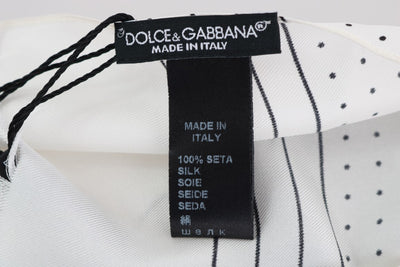 DOLCE&GABBANA®
MADE IN ITALY
MADE IN
ITALY
100% SETA
SILK
SOIE
SEIDE
SEDA
絹
шелк